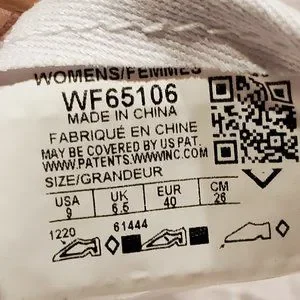 WOMENS/FEMMES
WF65106
MADE IN CHINA
FABRIQUÉ EN CHINE
MAY BE COVERED BY US PAT.
WWW.PATENTS.WWWINC.COM
SIZE/GRANDEUR
USA UK EUR CM
9 6.5 40 26
1220 61444